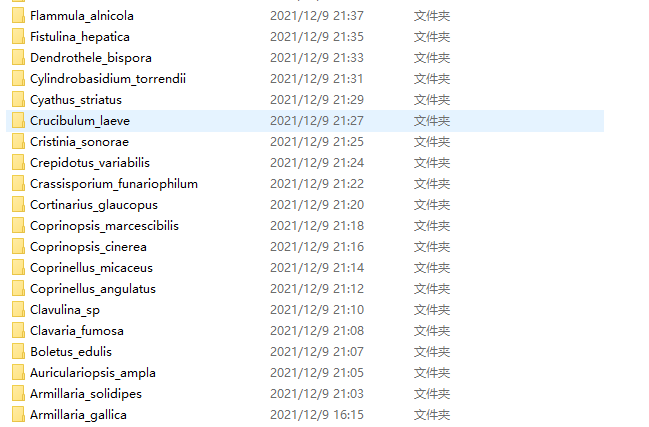 Flammula_alnicola 2021/12/9 21:37 文件夹
Fistulina_hepatica 2021/12/9 21:35 文件夹
Dendrothele_bispora 2021/12/9 21:33 文件夹
Cylindrobasidium_torrendii 2021/12/9 21:31 文件夹
Cyathus_striatus 2021/12/9 21:29 文件夹
Crucibulum_laeve 2021/12/9 21:27 文件夹
Cristinia_sonorae 2021/12/9 21:25 文件夹
Crepidotus_variabilis 2021/12/9 21:24 文件夹
Crassisporium_funariophilum 2021/12/9 21:22 文件夹
Cortinarius_glaucopus 2021/12/9 21:20 文件夹
Coprinopsis_marcescibilis 2021/12/9 21:18 文件夹
Coprinopsis_cinerea 2021/12/9 21:16 文件夹
Coprinellus_micaceus 2021/12/9 21:14 文件夹
Coprinellus_angulatus 2021/12/9 21:12 文件夹
Clavulina_sp 2021/12/9 21:10 文件夹
Clavaria_fumosa 2021/12/9 21:08 文件夹
Boletus_edulis 2021/12/9 21:07 文件夹
Auriculariopsis_ampla 2021/12/9 21:05 文件夹
Armillaria_solidipes 2021/12/9 21:03 文件夹
Armillaria_gallica 2021/12/9 16:15 文件夹